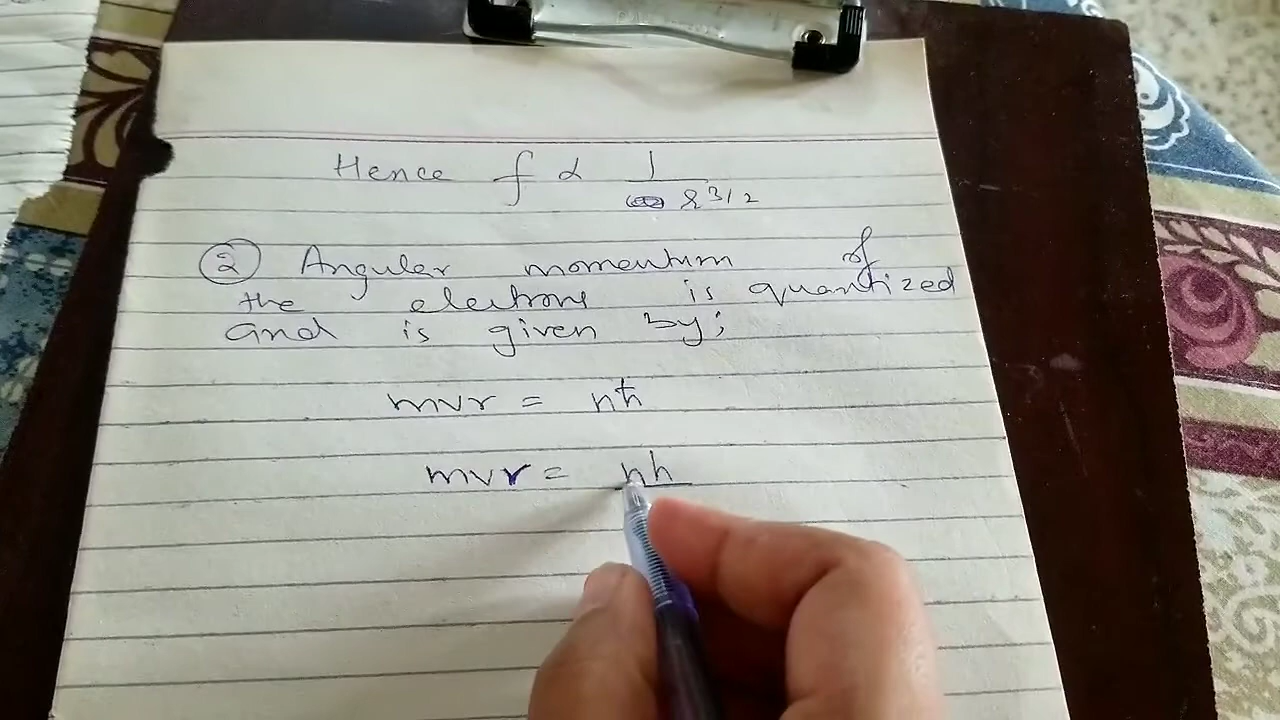 Hence f α 1/r^3/2
② Angular momentum of
the electrons is quantized
and is given by;
mvr = nħ
mvr = nh